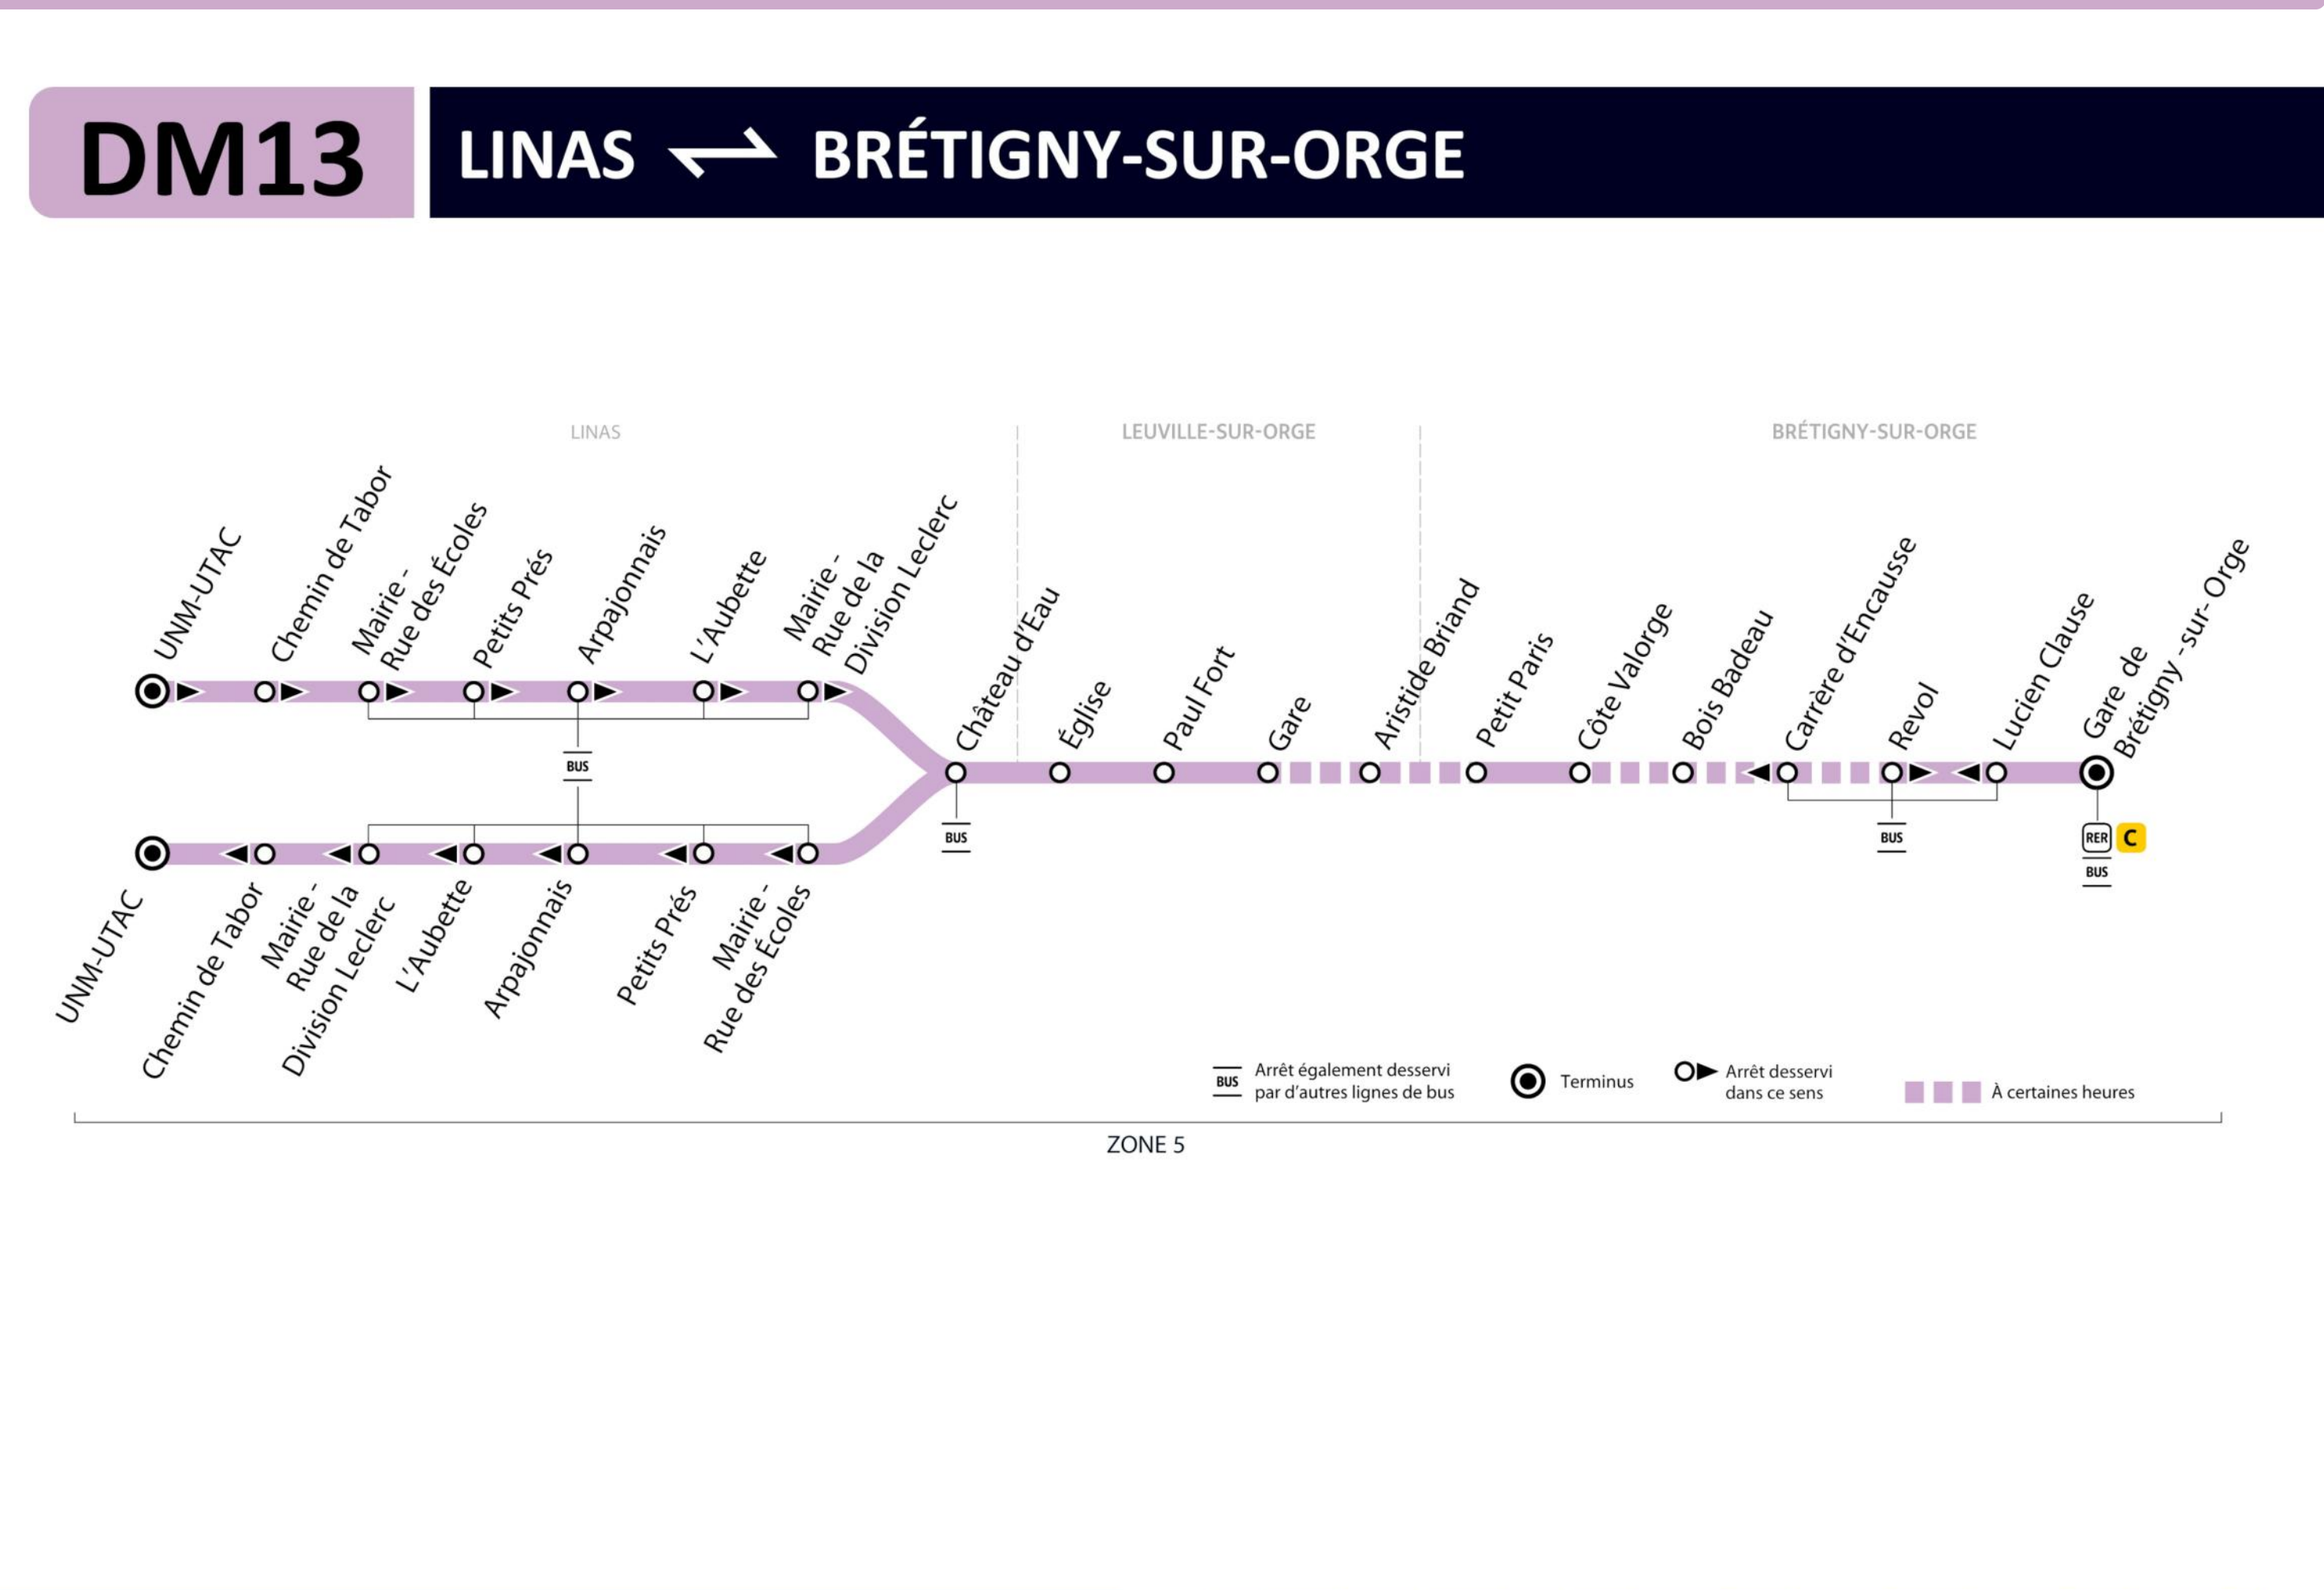 DM13
LINAS ⇌ BRÉTIGNY-SUR-ORGE
LINAS
LEUVILLE-SUR-ORGE
BRÉTIGNY-SUR-ORGE
UNM-UTAC
Chemin de Tabor
Mairie -
Rue des Écoles
Petits Prés
Arpajonnais
L'Aubette
Mairie -
Rue de la
Division Leclerc
Château d'Eau
Église
Paul Fort
Gare
Aristide Briand
Petit Paris
Côte Valorge
Bois Badeau
Carrère d'Encausse
Revol
Lucien Clause
Gare de
Brétigny -sur- Orge
BUS
BUS
BUS
RER C
BUS
UNM-UTAC
Chemin de Tabor
Mairie -
Rue de la
Division Leclerc
L'Aubette
Arpajonnais
Petits Prés
Mairie -
Rue des Écoles
BUS
Arrêt également desservi
par d'autres lignes de bus
Terminus
Arrêt desservi
dans ce sens
À certaines heures
ZONE 5